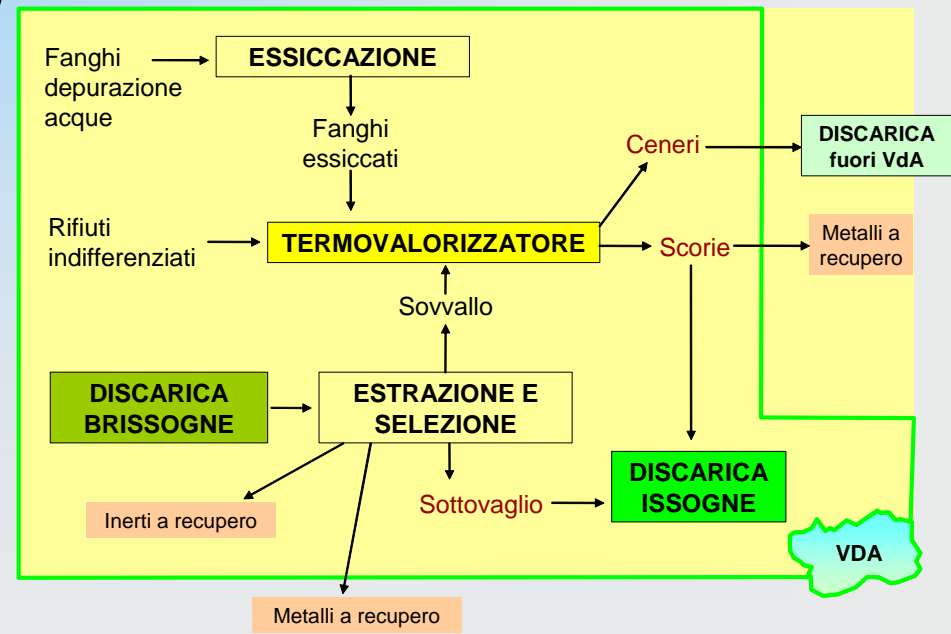 Fanghi
depurazione
acque
ESSICCAZIONE
Fanghi
essiccati
Ceneri
DISCARICA
fuori VdA
Rifiuti
indifferenziati
TERMOVALORIZZATORE
Scorie
Metalli a
recupero
Sovvallo
DISCARICA
BRISSOGNE
ESTRAZIONE E
SELEZIONE
DISCARICA
ISSOGNE
Sottovaglio
Inerti a recupero
VDA
Metalli a recupero